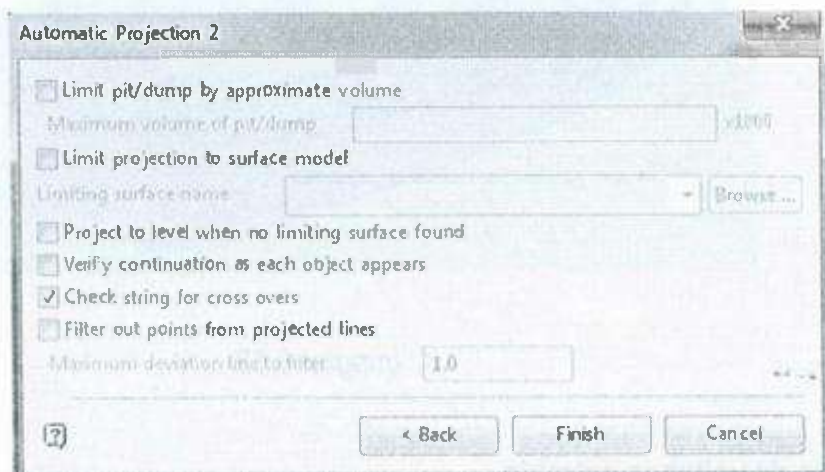 Automatic Projection 2
Limit pit/dump by approximate volume
Maximum volume of pit/dump x1000
Limit projection to surface model
Limiting surface name Browse ...
Project to level when no limiting surface found
Verify continuation as each object appears
Check string for cross overs
Filter out points from projected lines
Maximum deviation line to filter 1.0
? < Back Finish Cancel